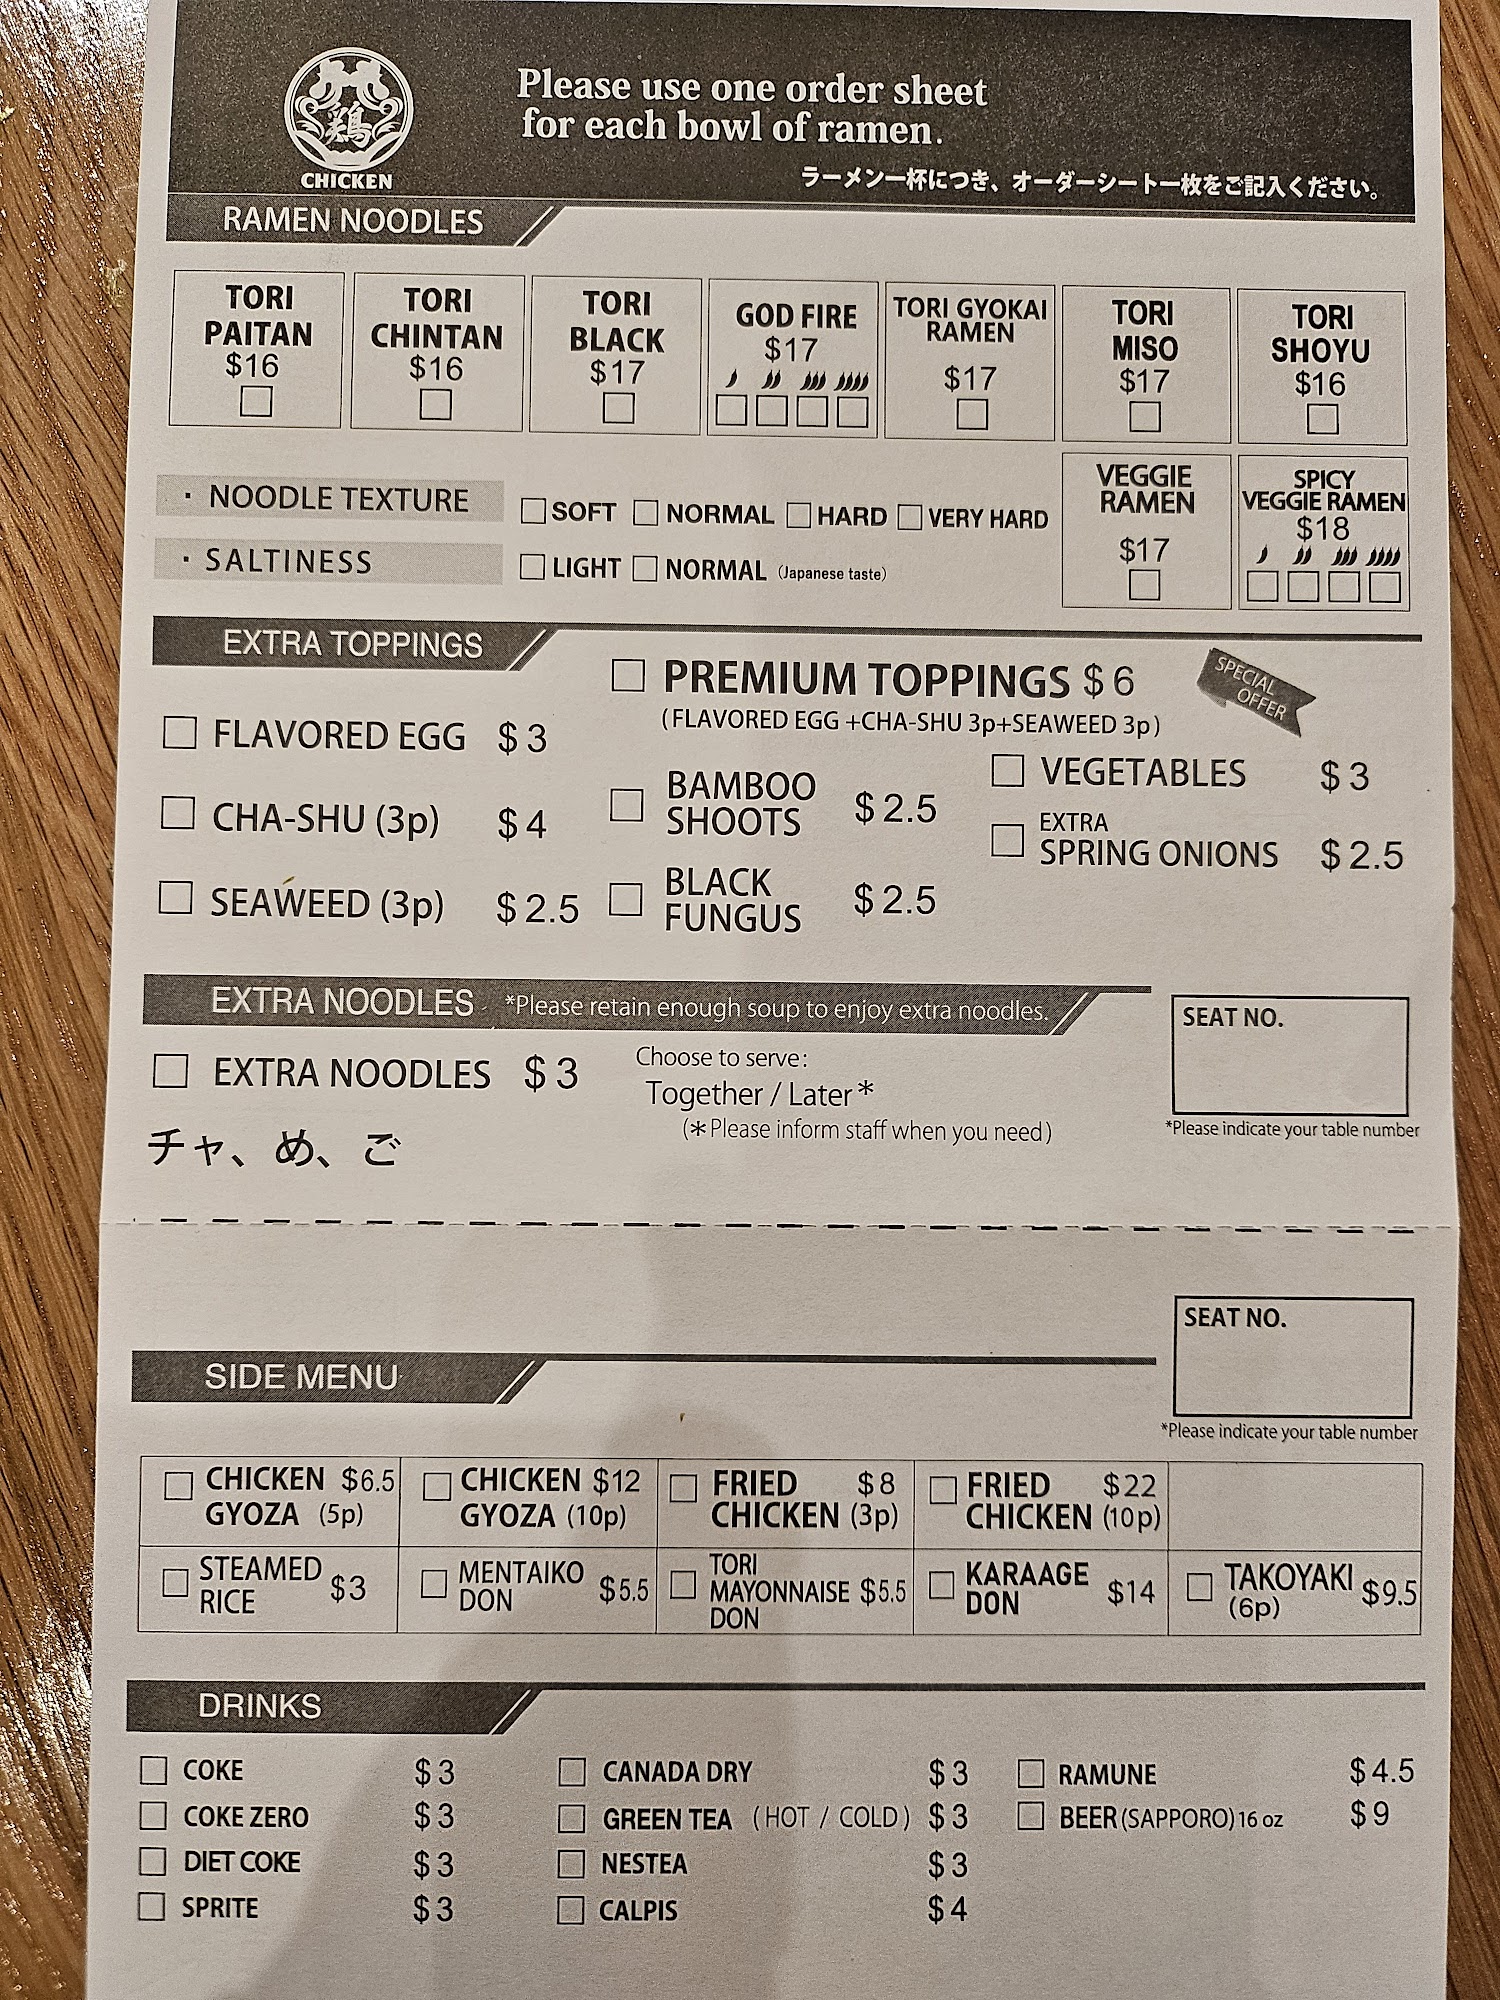 Please use one order sheet
for each bowl of ramen.
鶏
CHICKEN
ラーメン一杯につき、オーダーシート一枚をご記入ください。
RAMEN NOODLES
TORI
PAITAN
$16
TORI
CHINTAN
$16
TORI
BLACK
$17
GOD FIRE
$17
TORI GYOKAI
RAMEN
$17
TORI
MISO
$17
TORI
SHOYU
$16
・NOODLE TEXTURE
SOFT NORMAL HARD VERY HARD
・SALTINESS
LIGHT NORMAL (Japanese taste)
VEGGIE
RAMEN
$17
SPICY
VEGGIE RAMEN
$18
EXTRA TOPPINGS
PREMIUM TOPPINGS $6
(FLAVORED EGG +CHA-SHU 3p+SEAWEED 3p)
SPECIAL
OFFER
FLAVORED EGG $3
CHA-SHU (3p) $4
SEAWEED (3p) $2.5
BAMBOO
SHOOTS $2.5
BLACK
FUNGUS $2.5
VEGETABLES $3
EXTRA
SPRING ONIONS $2.5
EXTRA NOODLES *Please retain enough soup to enjoy extra noodles.
EXTRA NOODLES $3
Choose to serve:
Together / Later*
(*Please inform staff when you need)
SEAT NO.
*Please indicate your table number
チャ、め、ご
SEAT NO.
*Please indicate your table number
SIDE MENU
CHICKEN $6.5
GYOZA (5p)
CHICKEN $12
GYOZA (10p)
FRIED $8
CHICKEN (3p)
FRIED $22
CHICKEN (10p)
STEAMED
RICE $3
MENTAIKO
DON $5.5
TORI
MAYONNAISE $5.5
DON
KARAAGE
DON $14
TAKOYAKI
(6p) $9.5
DRINKS
COKE $3
COKE ZERO $3
DIET COKE $3
SPRITE $3
CANADA DRY $3
GREEN TEA (HOT / COLD) $3
NESTEA $3
CALPIS $4
RAMUNE $4.5
BEER (SAPPORO) 16 oz $9